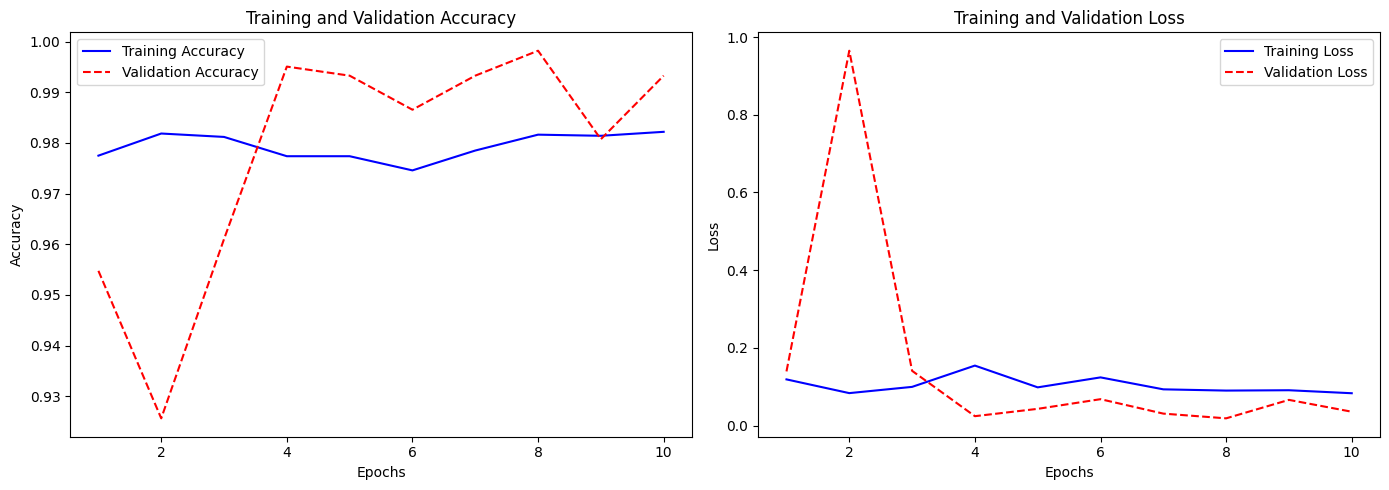 Training and Validation Accuracy
Training Accuracy
Validation Accuracy
1.00
0.99
0.98
0.97
0.96
0.95
0.94
0.93
Accuracy
2 4 6 8 10
Epochs
Training and Validation Loss
Training Loss
Validation Loss
1.0
0.8
0.6
0.4
0.2
0.0
Loss
2 4 6 8 10
Epochs